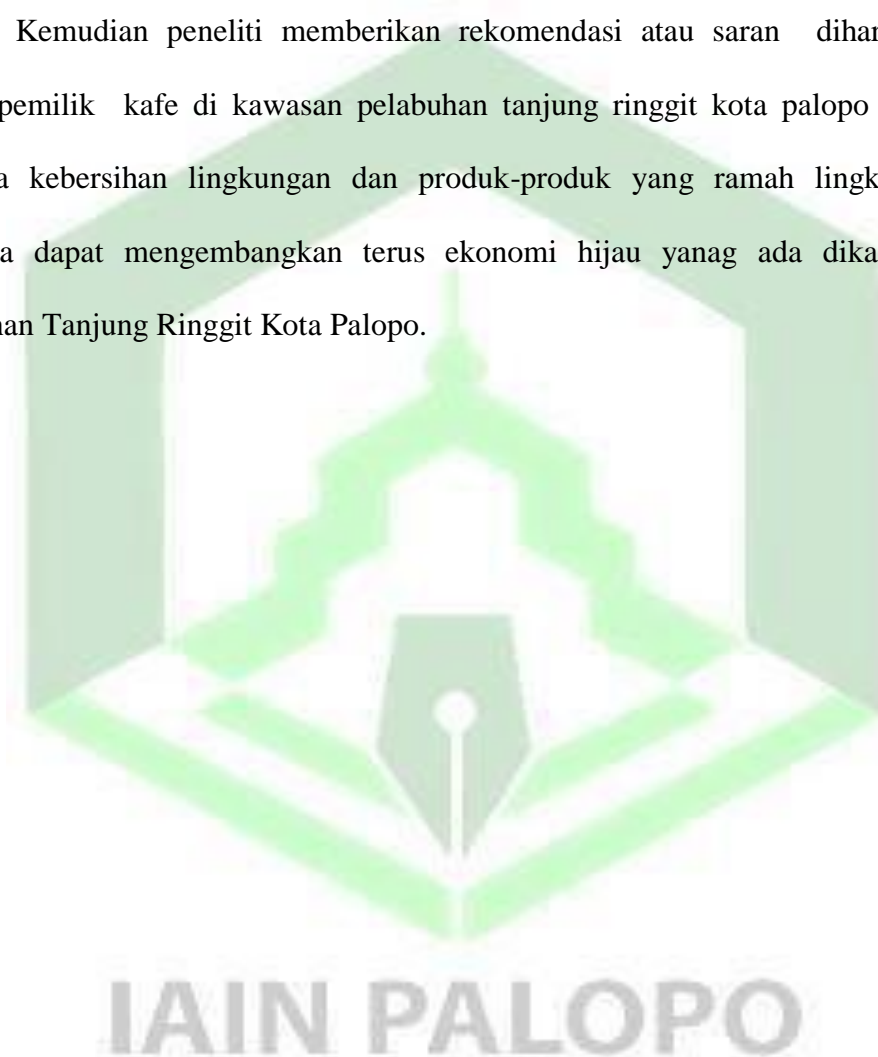 Kemudian peneliti memberikan rekomendasi atau saran dihar
pemilik kafe di kawasan pelabuhan tanjung ringgit kota palopo
a kebersihan lingkungan dan produk-produk yang ramah lingk
a dapat mengembangkan terus ekonomi hijau yanag ada dika
an Tanjung Ringgit Kota Palopo.
IAIN PALOPO